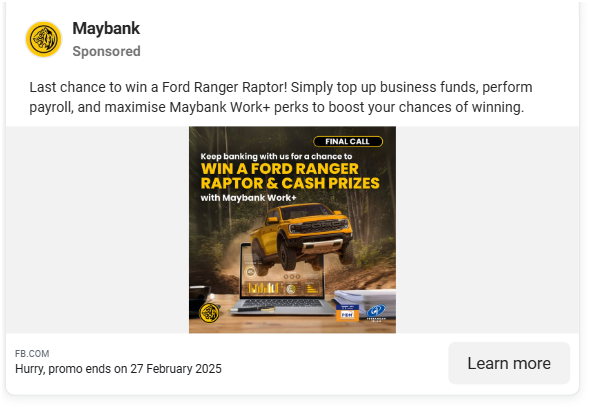 Maybank
Sponsored
Last chance to win a Ford Ranger Raptor! Simply top up business funds, perform
payroll, and maximise Maybank Work+ perks to boost your chances of winning.
FINAL CALL
Keep banking with us for a chance to
WIN A FORD RANGER
RAPTOR & CASH PRIZES
with Maybank Work+
PIDM
FB.COM
Hurry, promo ends on 27 February 2025
Learn more